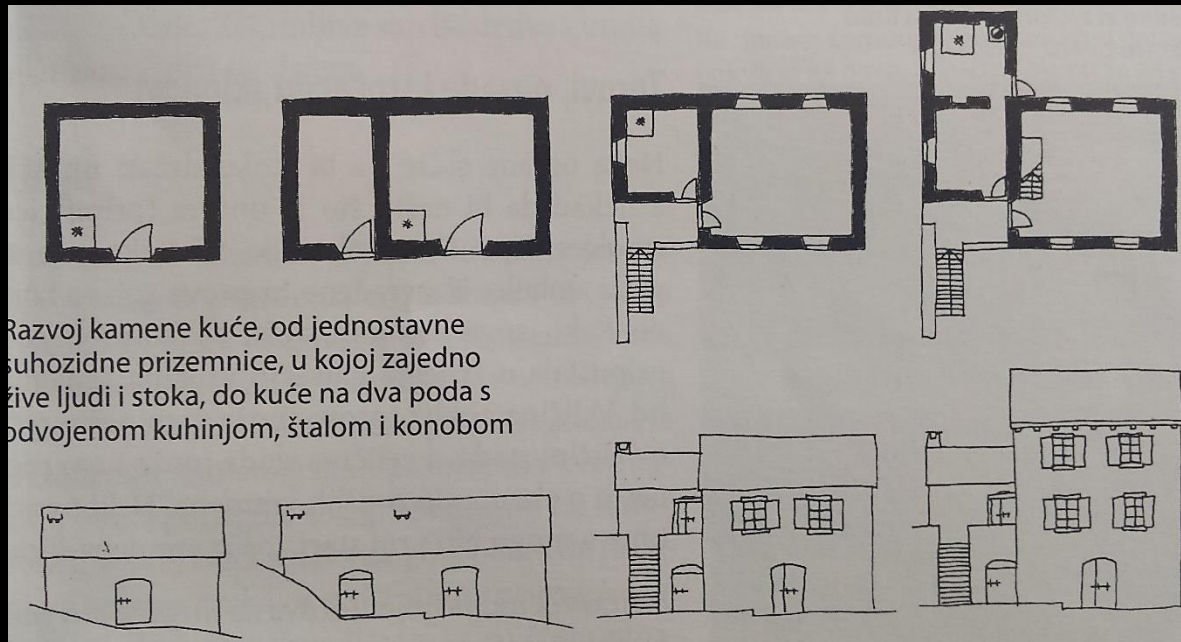 Razvoj kamene kuće, od jednostavne
suhozidne prizemnice, u kojoj zajedno
žive ljudi i stoka, do kuće na dva poda s
odvojenom kuhinjom, štalom i konobom